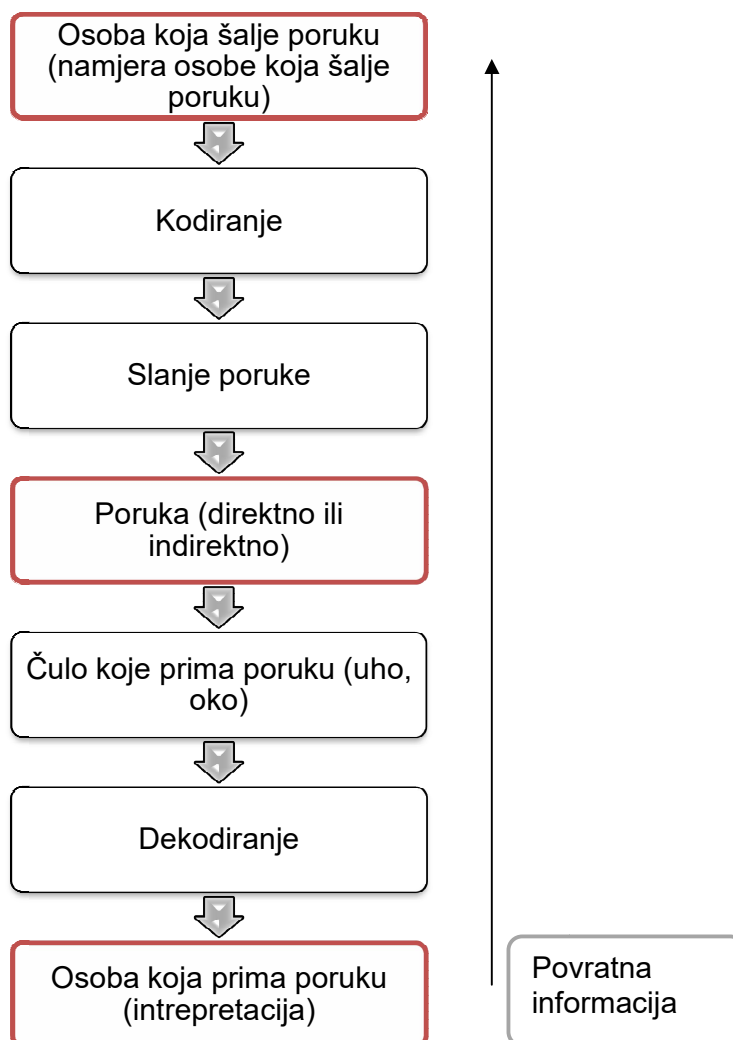 Osoba koja šalje poruku
(namjera osobe koja šalje
poruku)
Kodiranje
Slanje poruke
Poruka (direktno ili
indirektno)
Čulo koje prima poruku (uho,
oko)
Dekodiranje
Osoba koja prima poruku
(intrepretacija)
Povratna
informacija